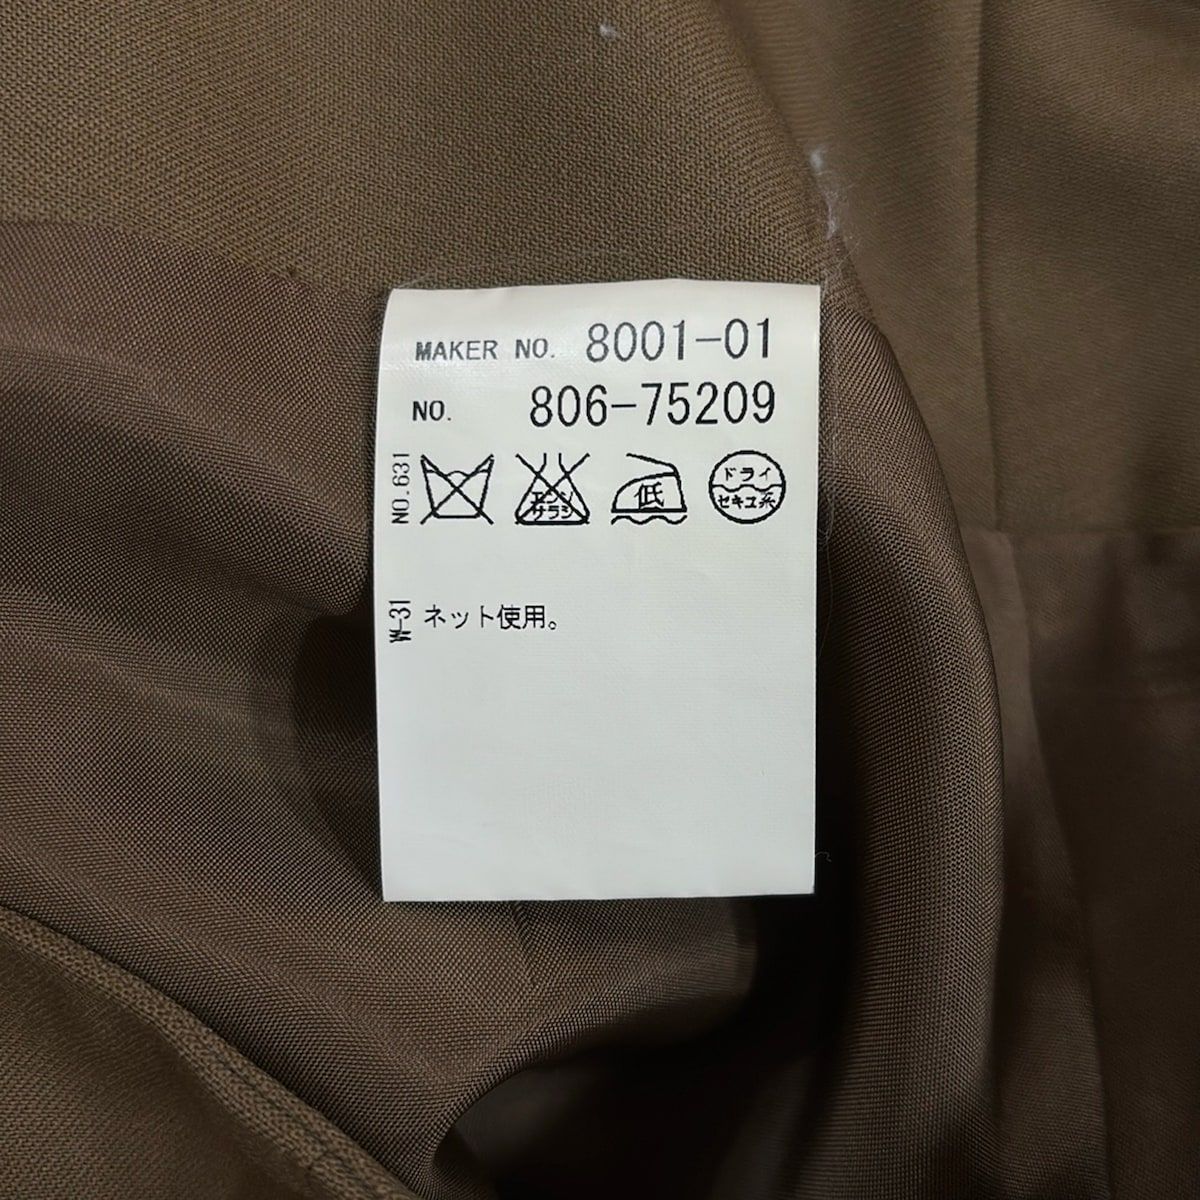 MAKER NO. 8001-01
NO. 806-75209
NO.631
エンソ
サラシ
低
ドライ
セキユ系
W-31 ネット使用。